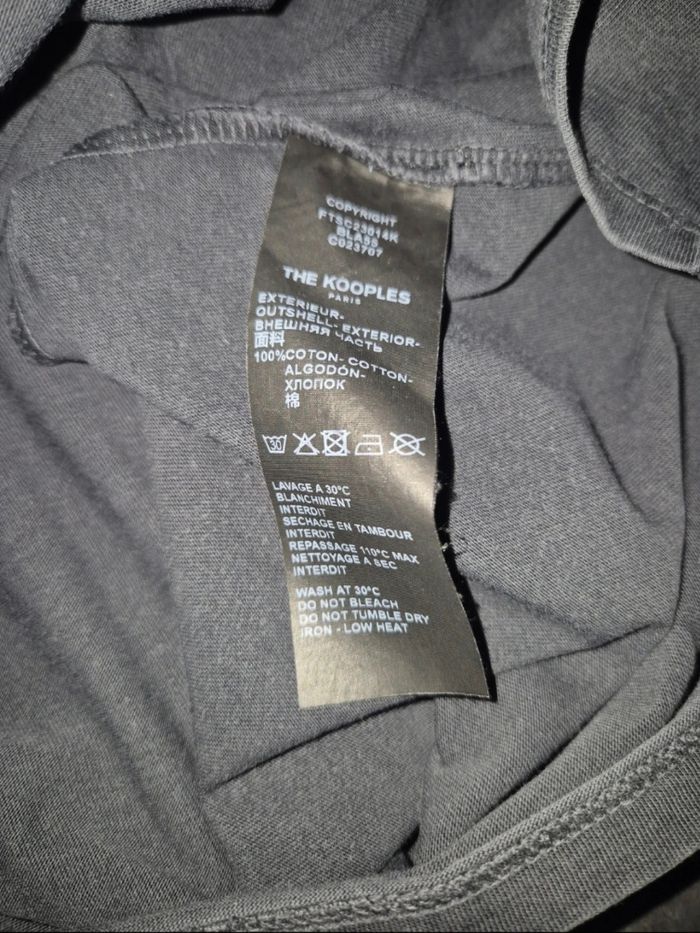 COPYRIGHT
FTSC23014K
BLA55
C023707
THE KOOPLES
PARIS
EXTERIEUR-
OUTSHELL- EXTERIOR-
ВНЕШНЯЯ ЧАСТЬ
面料
100%COTON- COTTON-
ALGODÓN-
ХЛОПОК
棉
30
LAVAGE A 30°C
BLANCHIMENT
INTERDIT
SECHAGE EN TAMBOUR
INTERDIT
REPASSAGE 110°C MAX
NETTOYAGE A SEC
INTERDIT
WASH AT 30°C
DO NOT BLEACH
DO NOT TUMBLE DRY
IRON - LOW HEAT